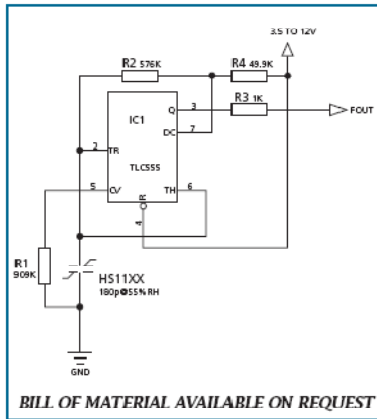 3.5 TO 12V
R2 576K
R4 49.9K
R3 1K
FOUT
IC1
TLC555
Q
3
DC
7
TR
2
CV
5
TH
6
R
4
R1
909K
HS11XX
180p@55%RH
GND
BILL OF MATERIAL AVAILABLE ON REQUEST